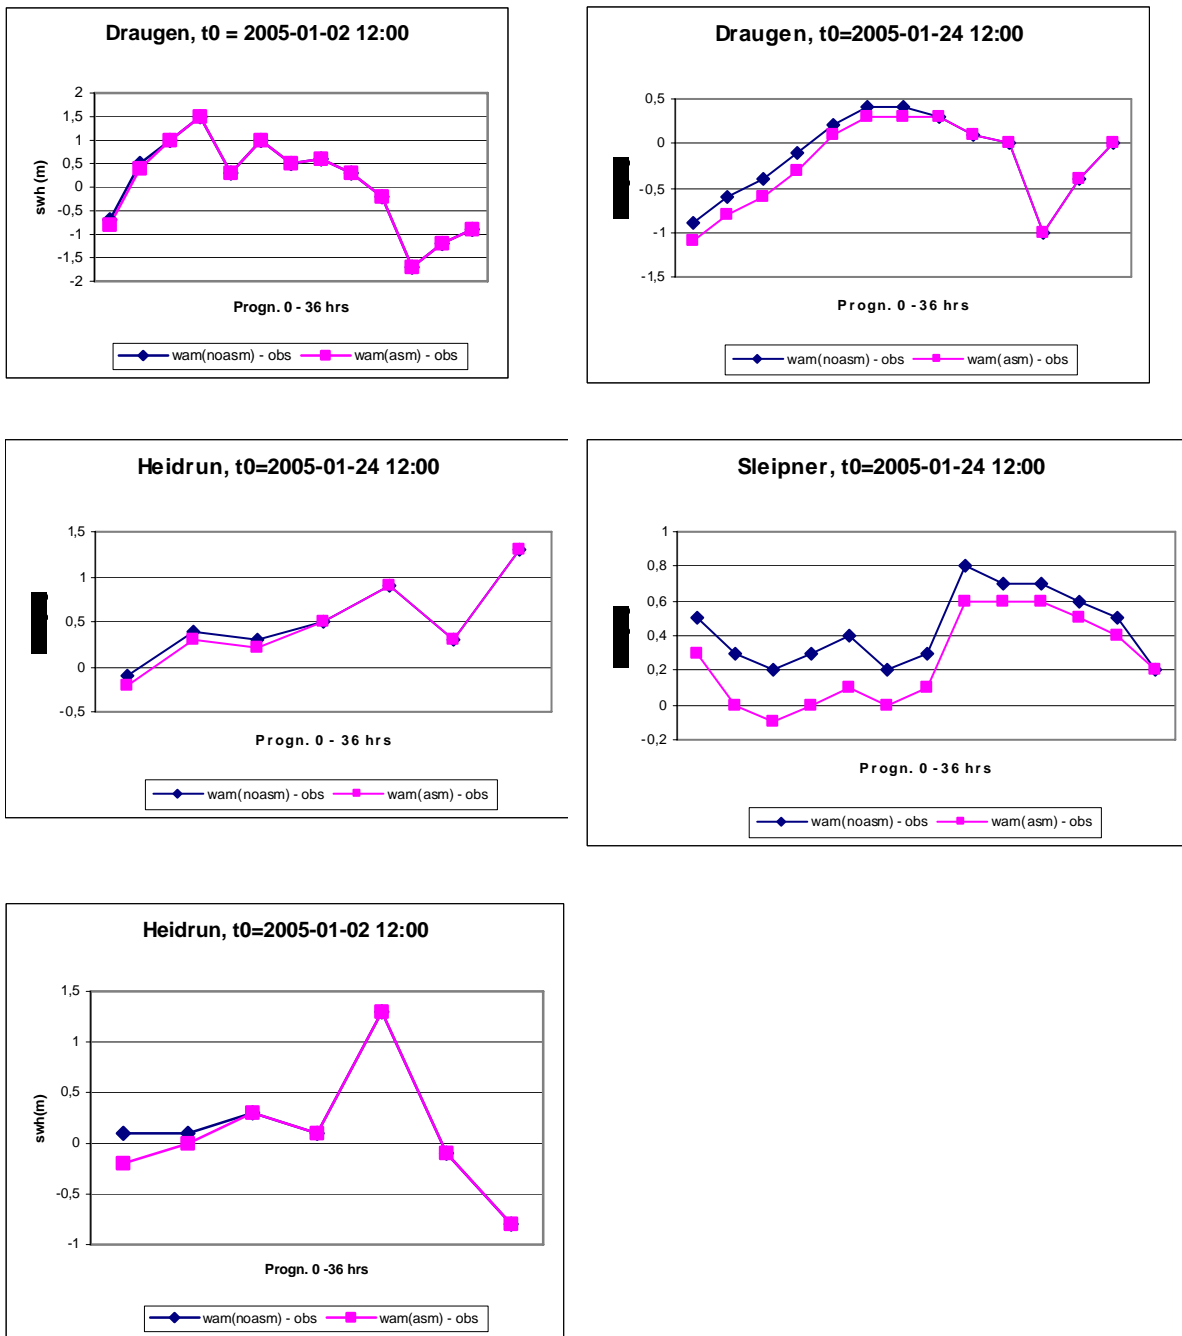 Draugen, t0 = 2005-01-02 12:00
2
1,5
1
0,5
0
-0,5
-1
-1,5
-2
swh (m)
Progn. 0 - 36 hrs
wam(noasm) - obs wam(asm) - obs
Draugen, t0=2005-01-24 12:00
0,5
0
-0,5
-1
-1,5
Progn. 0 - 36 hrs
wam(noasm) - obs wam(asm) - obs
Heidrun, t0=2005-01-24 12:00
1,5
1
0,5
0
-0,5
Progn. 0 - 36 hrs
wam(noasm) - obs wam(asm) - obs
Sleipner, t0=2005-01-24 12:00
1
0,8
0,6
0,4
0,2
0
-0,2
Progn. 0 -36 hrs
wam(noasm) - obs wam(asm) - obs
Heidrun, t0=2005-01-02 12:00
1,5
1
0,5
0
-0,5
-1
swh(m)
Progn. 0 -36 hrs
wam(noasm) - obs wam(asm) - obs